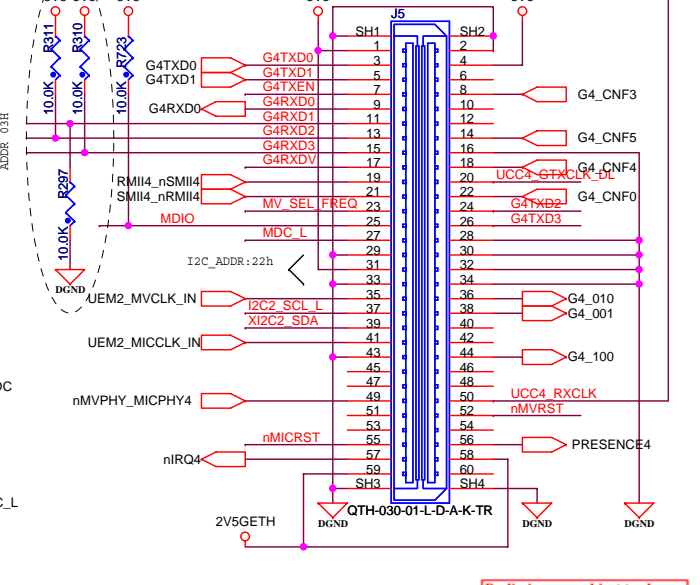 J5
R311
R310
R723
10.0K
10.0K
10.0K
ADDR 03H
R297
10.0K
DGND
SH1
SH2
1
2
G4TXD0
G4TXD0
3
4
G4TXD1
G4TXD1
5
6
G4TXEN
7
8
G4_CNF3
G4RXD0
G4RXD0
9
10
G4RXD1
11
12
G4RXD2
13
14
G4_CNF5
G4RXD3
15
16
G4RXDV
17
18
G4_CNF4
RMII4_nSMII4
19
20
UCC4_GTXCLK_DL
SMII4_nRMII4
21
22
G4_CNF0
MV_SEL_FREQ
23
24
G4TXD2
MDIO
25
26
G4TXD3
MDC_L
27
28
29
30
I2C_ADDR:22h
31
32
33
34
UEM2_MVCLK_IN
35
36
G4_010
I2C2_SCL_L
37
38
G4_001
XI2C2_SDA
39
40
UEM2_MICCLK_IN
41
42
43
44
G4_100
45
46
47
48
nMVPHY_MICPHY4
49
50
UCC4_RXCLK
51
52
nMVRST
53
54
nMICRST
55
56
PRESENCE4
nIRQ4
57
58
59
60
SH3
SH4
C_L
QTH-030-01-L-D-A-K-TR
2V5GETH
DGND
DGND
DGND